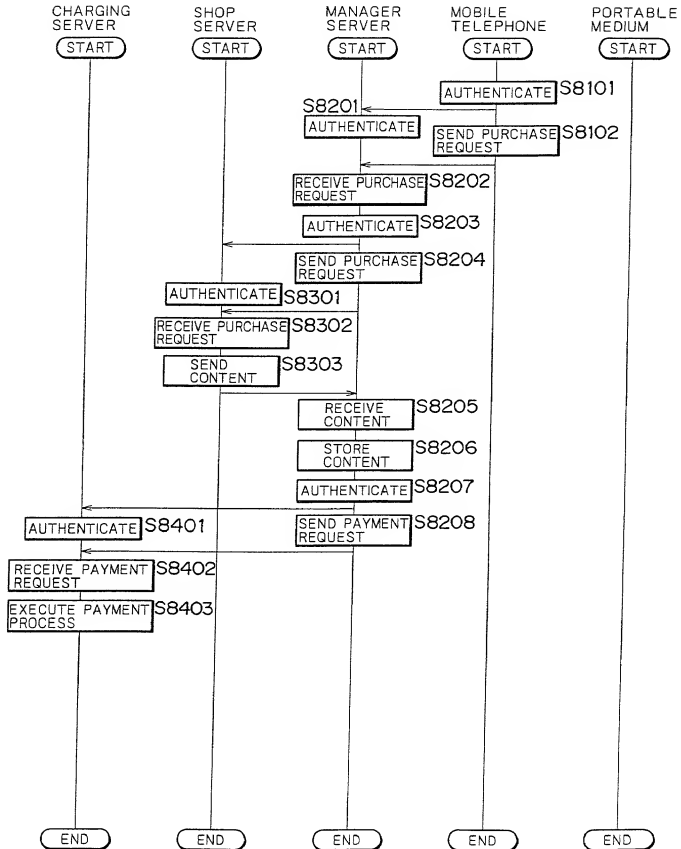 CHARGING SERVER
SHOP SERVER
MANAGER SERVER
MOBILE TELEPHONE
PORTABLE MEDIUM
START
START
START
START
START
AUTHENTICATE S8101
S8201
AUTHENTICATE
SEND PURCHASE S8102
REQUEST
RECEIVE PURCHASE S8202
REQUEST
AUTHENTICATE S8203
SEND PURCHASE S8204
REQUEST
AUTHENTICATE S8301
RECEIVE PURCHASE S8302
REQUEST
SEND S8303
CONTENT
RECEIVE S8205
CONTENT
STORE S8206
CONTENT
AUTHENTICATE S8207
SEND PAYMENT S8208
REQUEST
AUTHENTICATE S8401
RECEIVE PAYMENT S8402
REQUEST
EXECUTE PAYMENT S8403
PROCESS
END
END
END
END
END